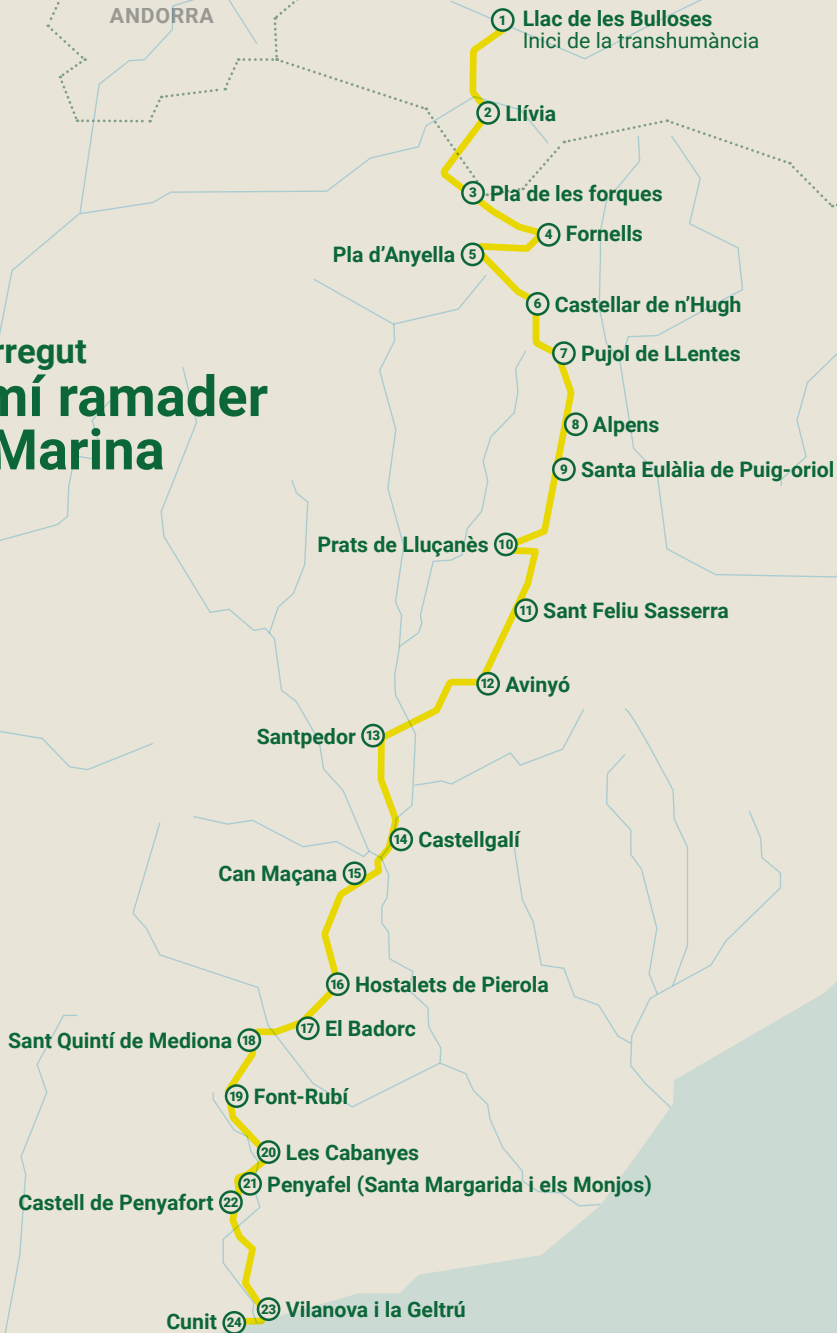 ANDORRA
1 Llac de les Bulloses
Inici de la transhumància
2 Llívia
3 Pla de les forques
4 Fornells
Pla d'Anyella 5
6 Castellar de n'Hugh
rregut
mí ramader
Marina
7 Pujol de LLentes
8 Alpens
9 Santa Eulàlia de Puig-oriol
Prats de Lluçanès 10
11 Sant Feliu Sasserra
12 Avinyó
Santpedor 13
14 Castellgalí
Can Maçana 15
16 Hostalets de Pierola
17 El Badorc
Sant Quintí de Mediona 18
19 Font-Rubí
20 Les Cabanyes
21 Penyafel (Santa Margarida i els Monjos)
Castell de Penyafort 22
23 Vilanova i la Geltrú
Cunit 24